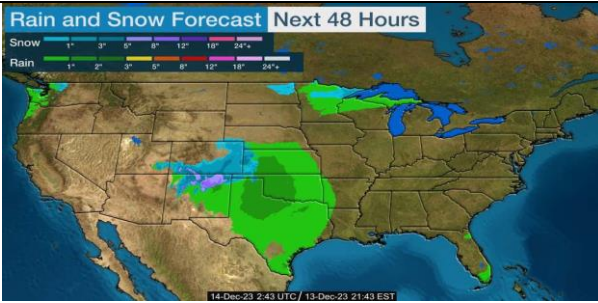 Rain and Snow Forecast Next 48 Hours
Snow
1" 3" 5" 8" 12" 18" 24"+
Rain
1" 2" 3" 5" 8" 12" 18" 24"+
14-Dec-23 2:43 UTC / 13-Dec-23 21:43 EST